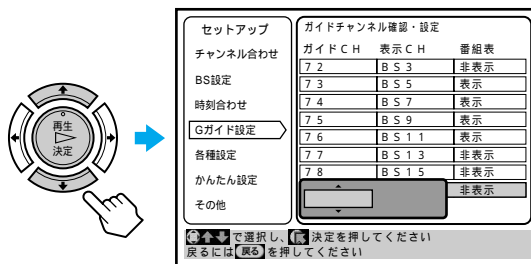 再生
決定
セットアップ
チャンネル合わせ
BS設定
時刻合わせ
Gガイド設定
各種設定
かんたん設定
その他
ガイドチャンネル確認・設定
ガイドＣＨ 表示ＣＨ 番組表
７２ ＢＳ３ 非表示
７３ ＢＳ５ 表示
７４ ＢＳ７ 表示
７５ ＢＳ９ 表示
７６ ＢＳ１１ 表示
７７ ＢＳ１３ 非表示
７８ ＢＳ１５ 非表示
非表示
で選択し、 決定を押してください
戻るには 戻る を押してください